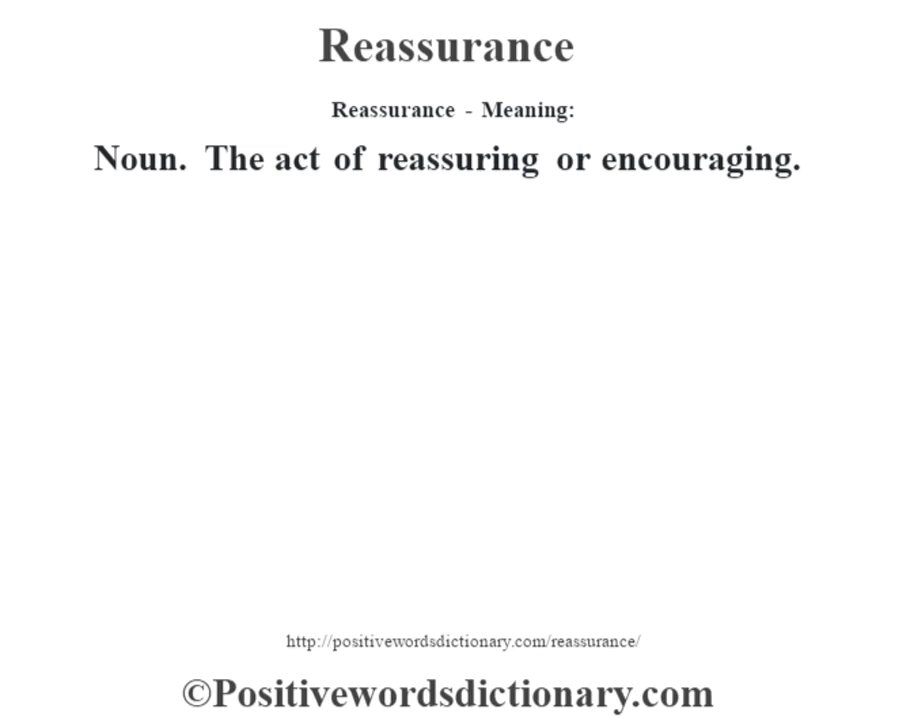 Reassurance
Reassurance - Meaning:
Noun. The act of reassuring or encouraging.
http://positivewordsdictionary.com/reassurance/
©Positivewordsdictionary.com